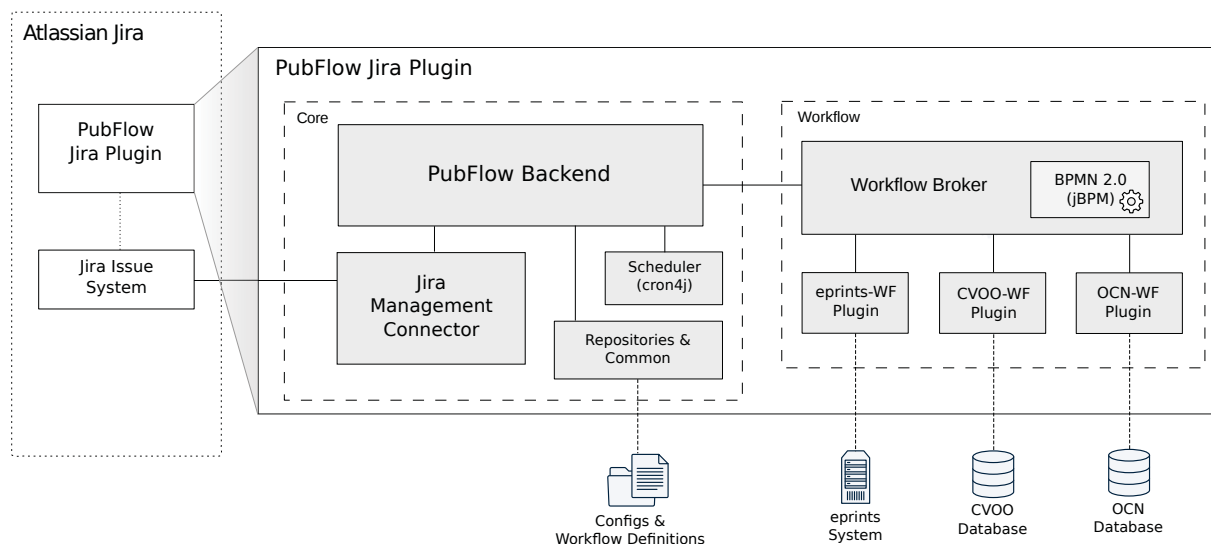 Atlassian Jira
PubFlow
Jira Plugin
Jira Issue
System
PubFlow Jira Plugin
Core
PubFlow Backend
Jira
Management
Connector
Scheduler
(cron4j)
Repositories &
Common
Workflow
Workflow Broker
BPMN 2.0
(jBPM)
eprints-WF
Plugin
CVOO-WF
Plugin
OCN-WF
Plugin
Configs &
Workflow Definitions
eprints
System
CVOO
Database
OCN
Database